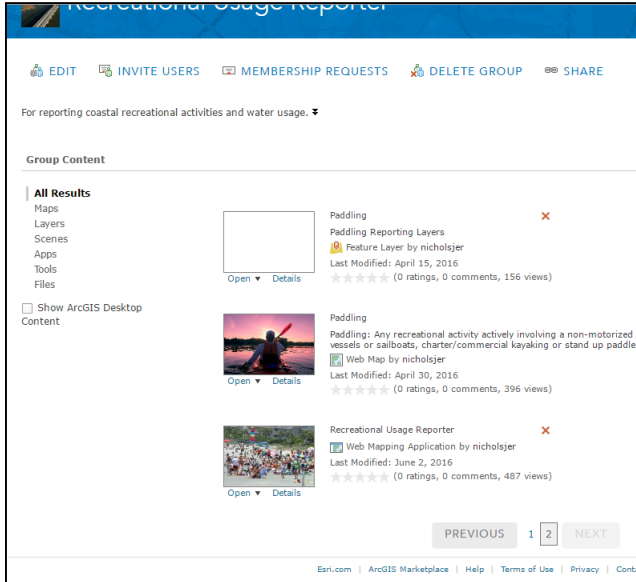 Recreational Usage Reporter
EDIT INVITE USERS MEMBERSHIP REQUESTS DELETE GROUP SHARE
For reporting coastal recreational activities and water usage.
Group Content
All Results
Maps
Layers
Scenes
Apps
Tools
Files
Show ArcGIS Desktop
Content
Paddling
Paddling Reporting Layers
Feature Layer by nicholsjer
Last Modified: April 15, 2016
(0 ratings, 0 comments, 156 views)
Open ▼ Details
Paddling
Paddling: Any recreational activity actively involving a non-motorized
vessels or sailboats, charter/commercial kayaking or stand up paddle
Web Map by nicholsjer
Last Modified: April 30, 2016
(0 ratings, 0 comments, 396 views)
Open ▼ Details
Recreational Usage Reporter
Web Mapping Application by nicholsjer
Last Modified: June 2, 2016
(0 ratings, 0 comments, 487 views)
Open ▼ Details
PREVIOUS 1 2 NEXT
Esri.com | ArcGIS Marketplace | Help | Terms of Use | Privacy | Conta